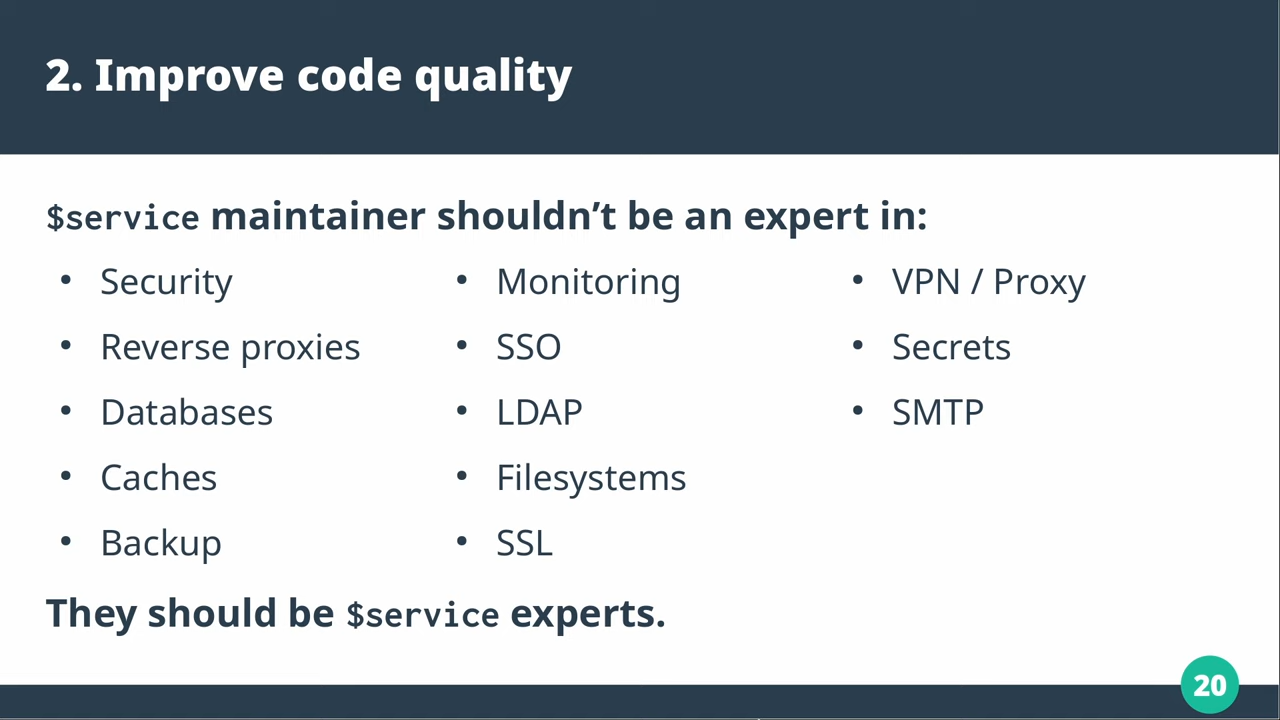 2. Improve code quality
$service maintainer shouldn’t be an expert in:
• Security
• Reverse proxies
• Databases
• Caches
• Backup
• Monitoring
• SSO
• LDAP
• Filesystems
• SSL
• VPN / Proxy
• Secrets
• SMTP
They should be $service experts.
20